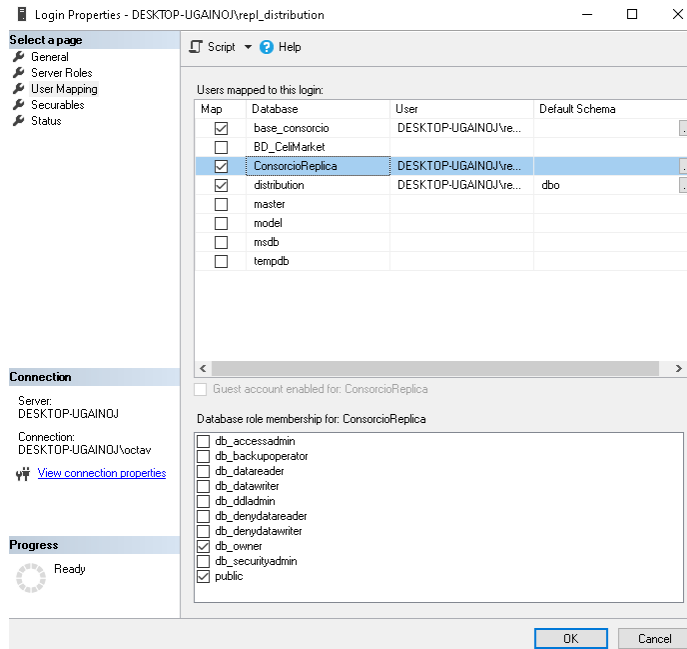 Login Properties - DESKTOP-UGAINOJ\repl_distribution
Select a page
General
Server Roles
User Mapping
Securables
Status
Script
Help
Users mapped to this login:
Map Database User Default Schema
base_consorcio DESKTOP-UGAINOJ\re...
BD_CeliMarket
ConsorcioReplica DESKTOP-UGAINOJ\re...
distribution DESKTOP-UGAINOJ\re... dbo
master
model
msdb
tempdb
Guest account enabled for: ConsorcioReplica
Database role membership for: ConsorcioReplica
db_accessadmin
db_backupoperator
db_datareader
db_datawriter
db_ddladmin
db_denydatareader
db_denydatawriter
db_owner
db_securityadmin
public
Connection
Server:
DESKTOP-UGAINOJ
Connection:
DESKTOP-UGAINOJ\octav
View connection properties
Progress
Ready
OK
Cancel